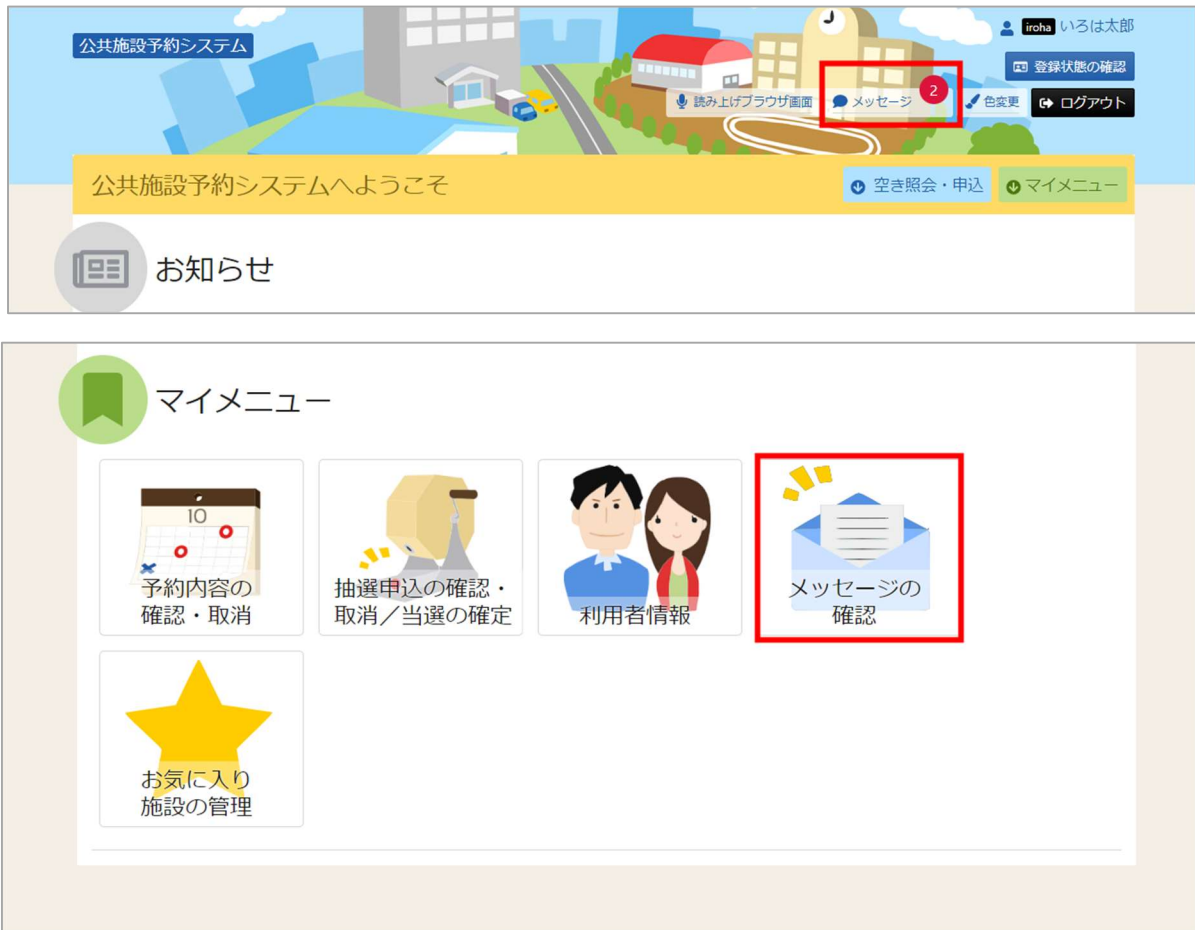 公共施設予約システム
iroha いろは太郎
登録状態の確認
読み上げブラウザ画面
メッセージ
2
色変更
ログアウト
公共施設予約システムへようこそ
空き照会・申込
マイメニュー
お知らせ
マイメニュー
10
予約内容の
確認・取消
抽選申込の確認・
取消／当選の確定
利用者情報
メッセージの
確認
お気に入り
施設の管理